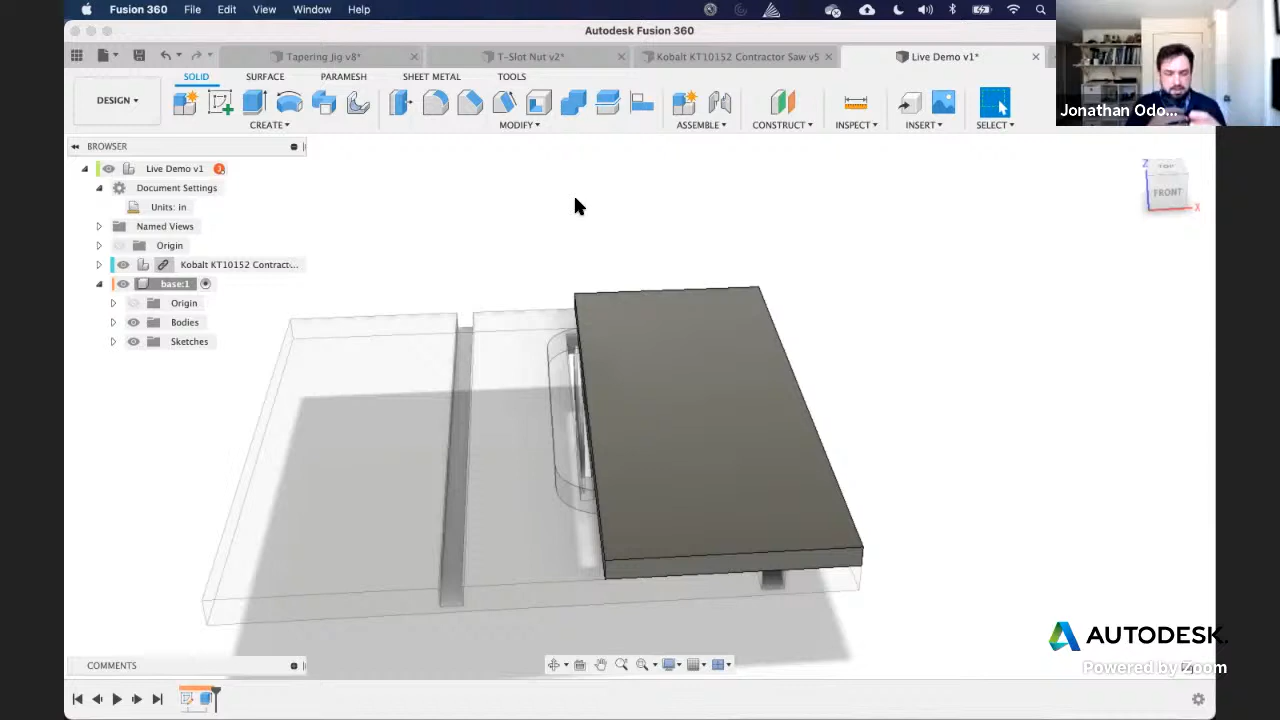 Fusion 360 File Edit View Window Help
Autodesk Fusion 360
Tapering Jig v8*
T-Slot Nut v2*
Kobalt KT10152 Contractor Saw v5
Live Demo v1*
SOLID SURFACE PARAMESH SHEET METAL TOOLS
DESIGN
CREATE MODIFY ASSEMBLE CONSTRUCT INSPECT INSERT SELECT
Jonathan Odo...
BROWSER
Live Demo v1
Document Settings
Units: in
Named Views
Origin
Kobalt KT10152 Contract...
base:1
Origin
Bodies
Sketches
Z
TOP
FRONT
X
AUTODESK.
Powered by Zoom
COMMENTS